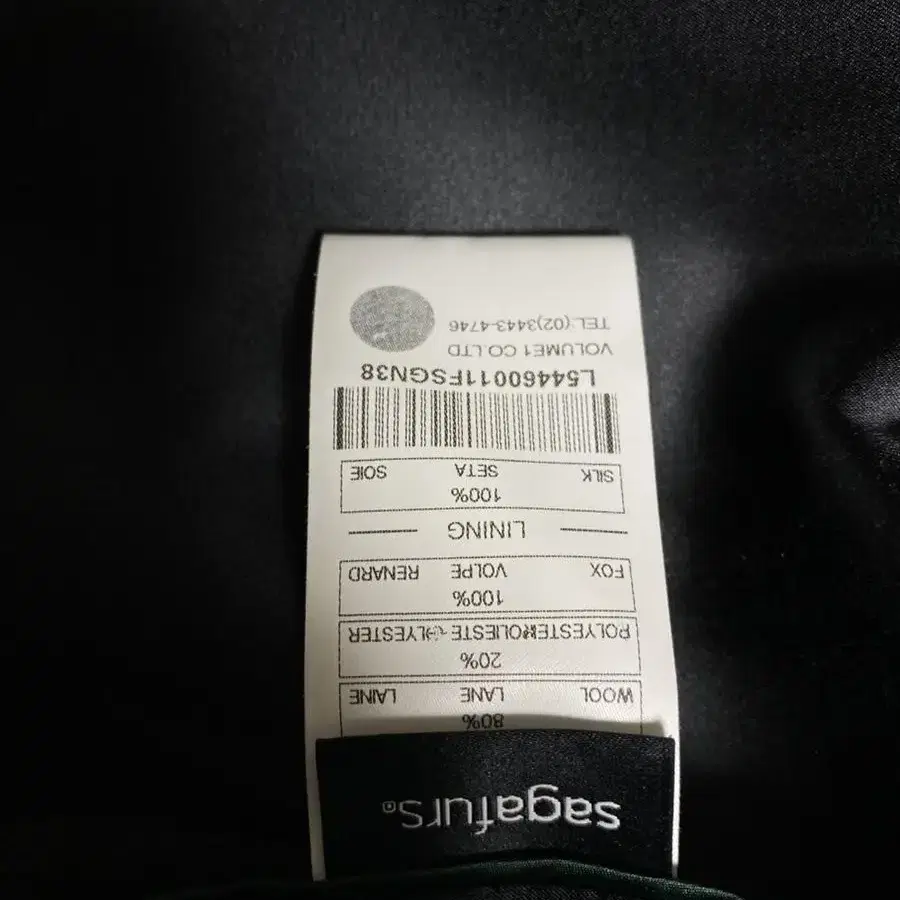 sagafurs®
80%
WOOL LANE LAINE
20%
POLYESTER
100%
FOX VOLPE RENARD
LINING
100%
SILK SETA SOIE
L54460011FSGN38
VOLUME1 CO.LTD
TEL:(02)3443-4746